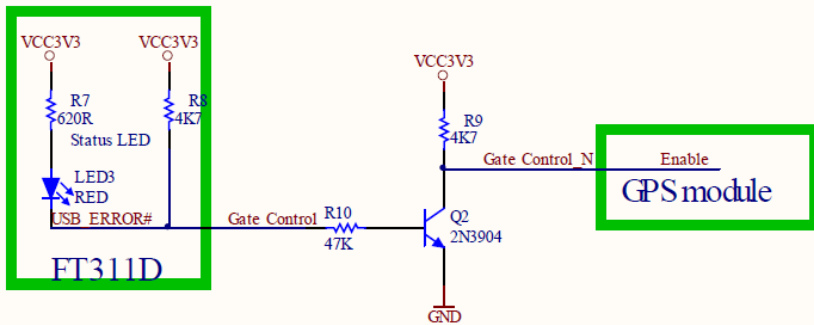 VCC3V3 VCC3V3
VCC3V3
R7 R8
620R 4K7
R9
4K7
Status LED
Gate Control_N Enable
LED3
RED
GPS module
USB_ERROR# Gate Control R10
Q2
2N3904
47K
FT311D
GND